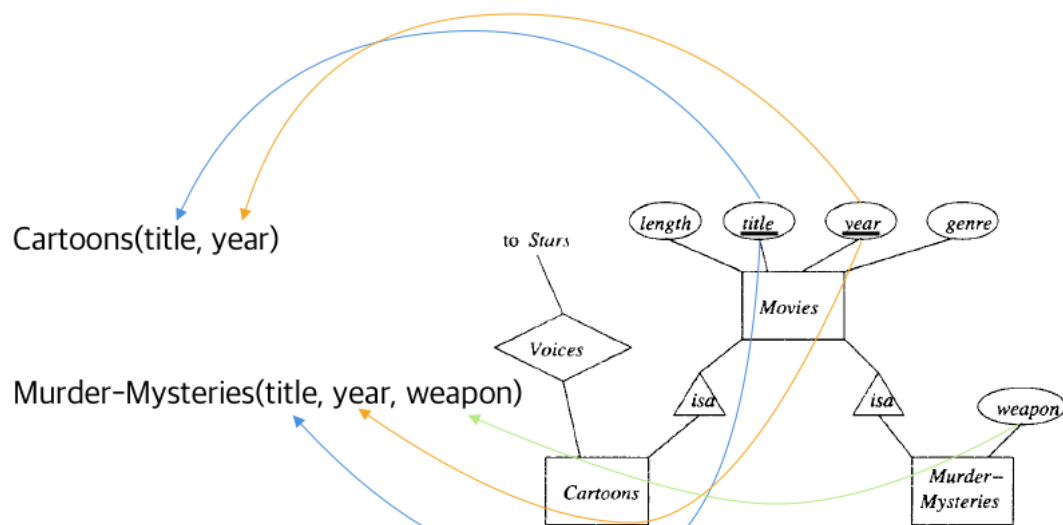 length title year genre
Cartoons(title, year)
to Stars
Movies
Voices
Murder-Mysteries(title, year, weapon)
isa isa
weapon
Cartoons
Murder-
Mysteries